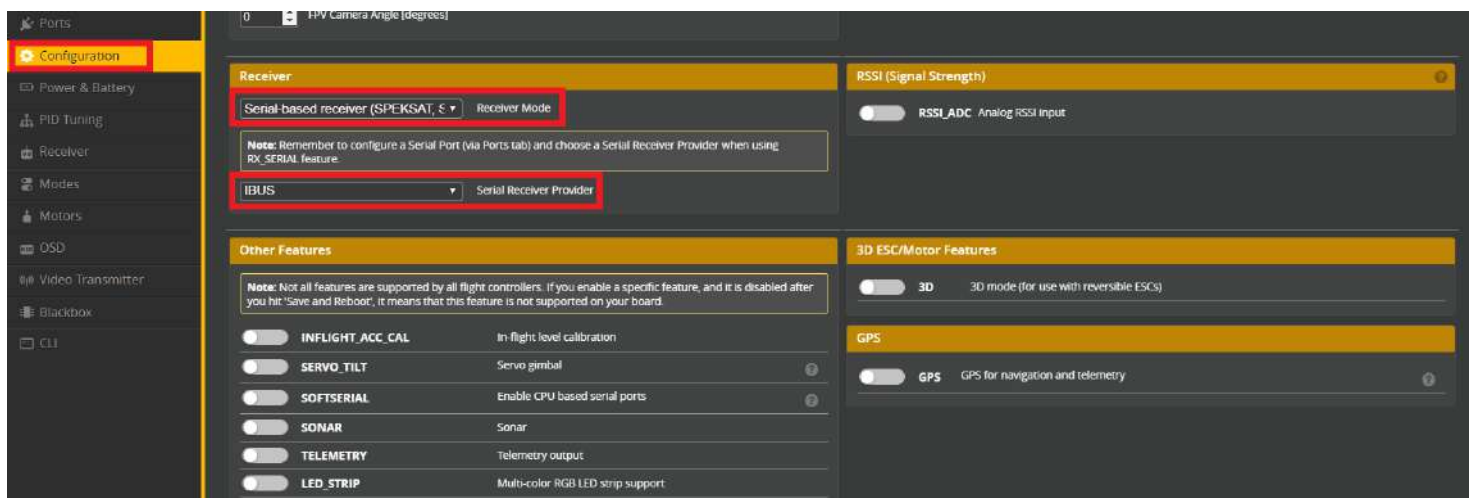 Ports
0 FPV Camera Angle [degrees]
Configuration
Power & Battery
PID Tuning
Receiver
Modes
Motors
OSD
Video Transmitter
Blackbox
CLI
Receiver
Serial-based receiver (SPEKSAT, S Receiver Mode
Note: Remember to configure a Serial Port (via Ports tab) and choose a Serial Receiver Provider when using
RX_SERIAL feature.
IBUS Serial Receiver Provider
RSSI (Signal Strength)
RSSI_ADC Analog RSSI input
Other Features
Note: Not all features are supported by all flight controllers. If you enable a specific feature, and it is disabled after
you hit 'Save and Reboot', it means that this feature is not supported on your board.
INFLIGHT_ACC_CAL In-flight level calibration
SERVO_TILT Servo gimbal
SOFTSERIAL Enable CPU based serial ports
SONAR Sonar
TELEMETRY Telemetry output
LED_STRIP Multi-color RGB LED strip support
3D ESC/Motor Features
3D 3D mode (for use with reversible ESCs)
GPS
GPS GPS for navigation and telemetry